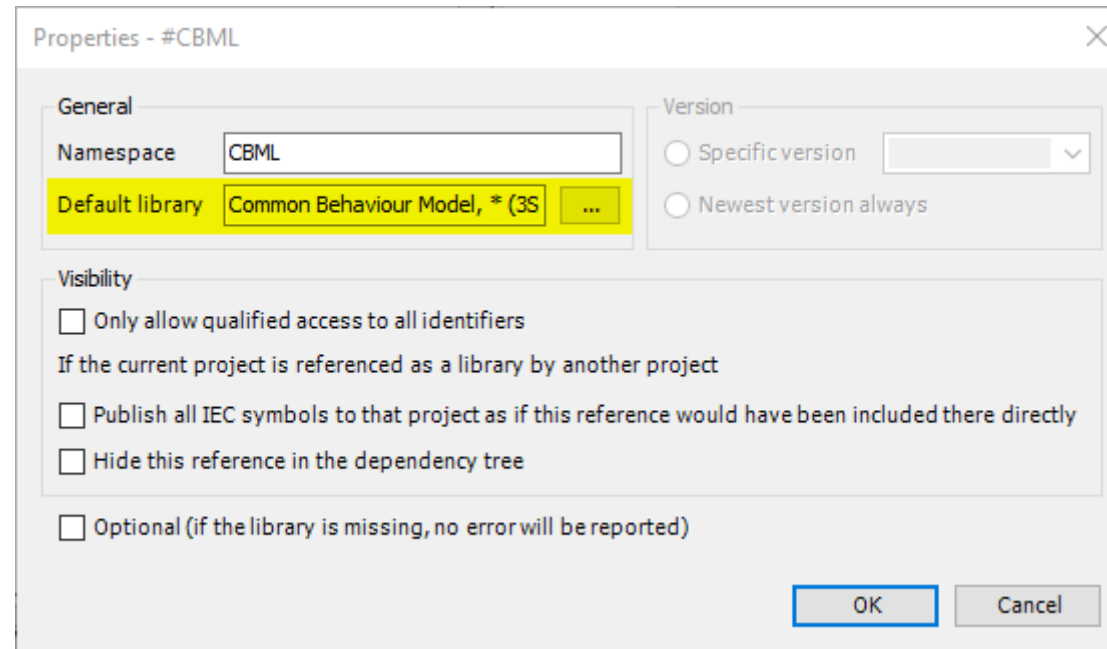 Properties - #CBML
General
Namespace
CBML
Default library
Common Behaviour Model, * (3S
...
Version
Specific version
Newest version always
Visibility
Only allow qualified access to all identifiers
If the current project is referenced as a library by another project
Publish all IEC symbols to that project as if this reference would have been included there directly
Hide this reference in the dependency tree
Optional (if the library is missing, no error will be reported)
OK
Cancel